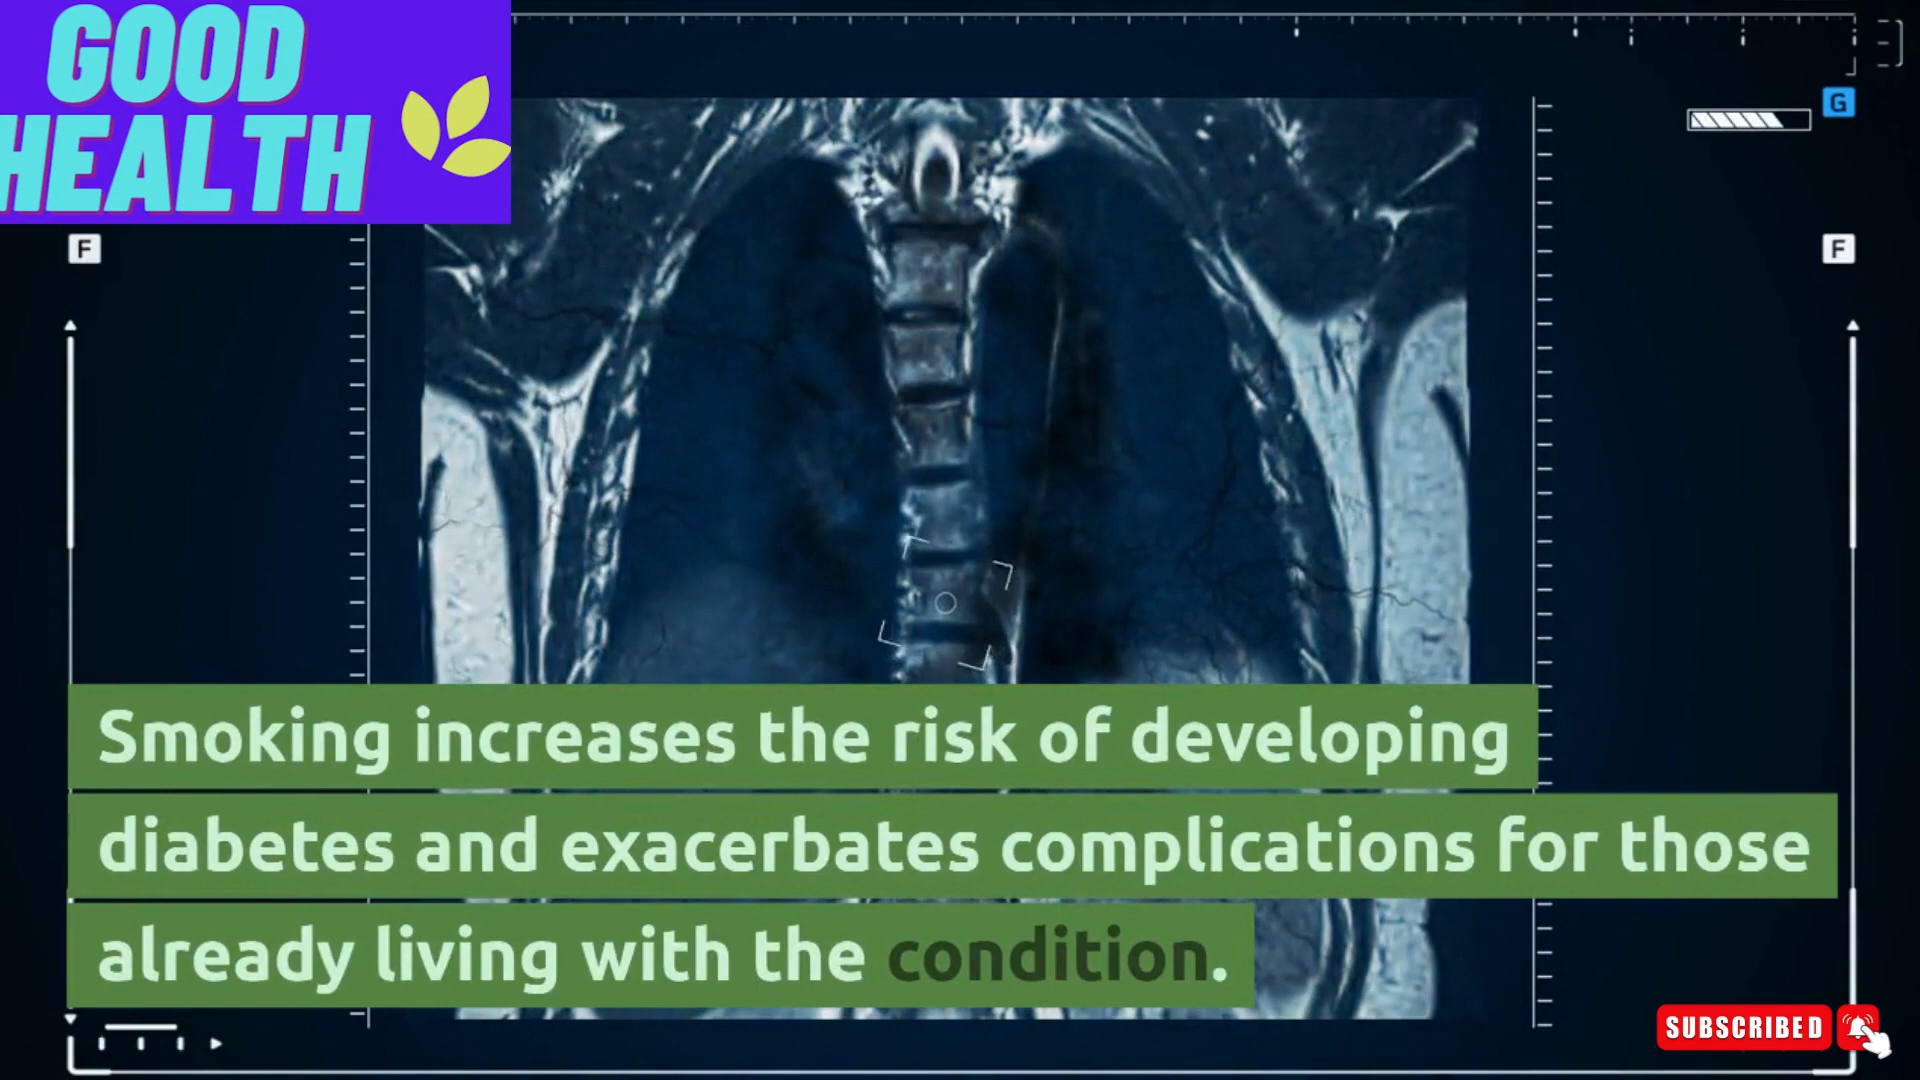 GOOD
HEALTH
G
F
F
Smoking increases the risk of developing
diabetes and exacerbates complications for those
already living with the condition.
SUBSCRIBED